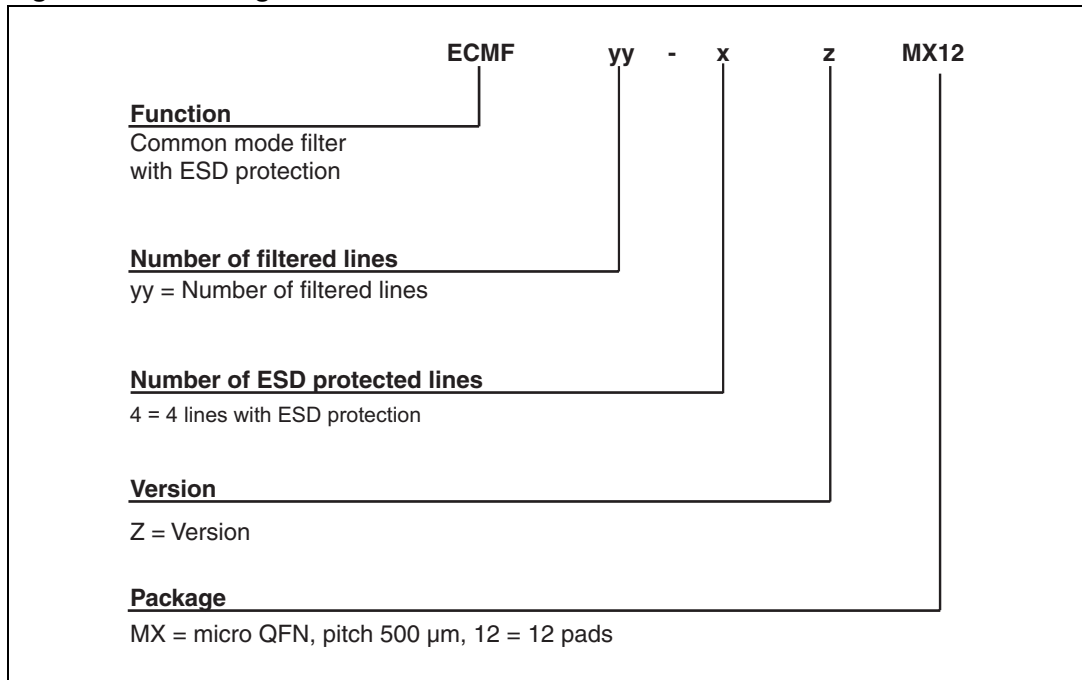 ECMF yy - x z MX12
Function
Common mode filter
with ESD protection
Number of filtered lines
yy = Number of filtered lines
Number of ESD protected lines
4 = 4 lines with ESD protection
Version
Z = Version
Package
MX = micro QFN, pitch 500 µm, 12 = 12 pads